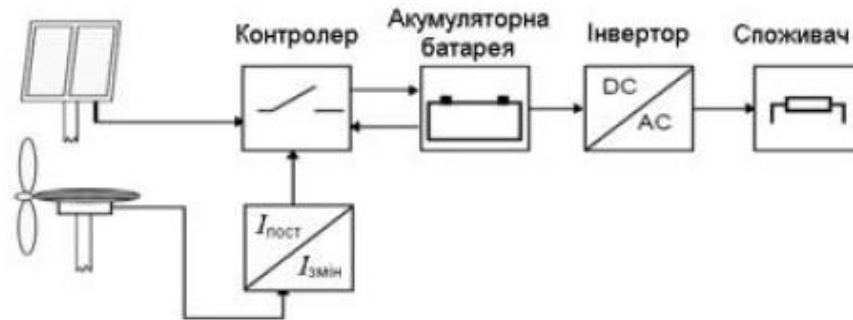 Контролер
Акумуляторна
батарея
Інвертор
Споживач
DC
AC
Iпост
Iзмін